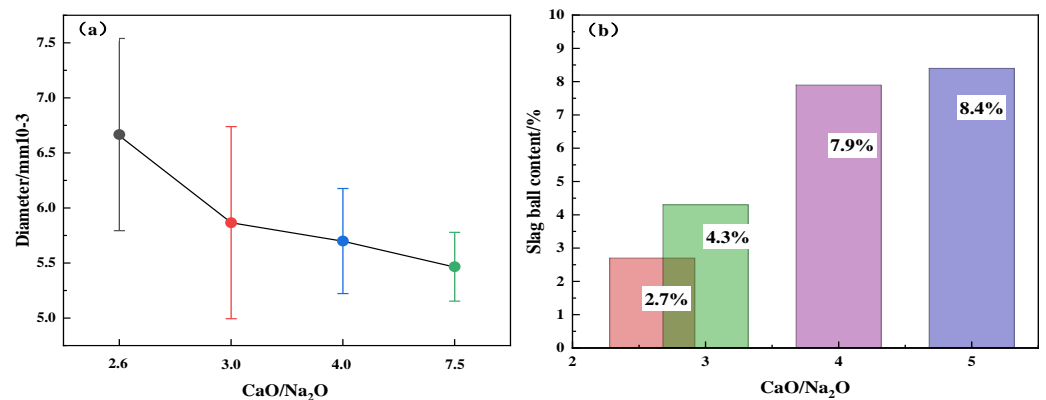 （a）
7.5
7.0
6.5
6.0
5.5
5.0
Diameter/mm10-3
2.6 3.0 4.0 7.5
CaO/Na₂O
（b）
10
9
8
7
6
5
4
3
2
1
0
Slag ball content/%
2.7%
4.3%
7.9%
8.4%
2 3 4 5
CaO/Na₂O